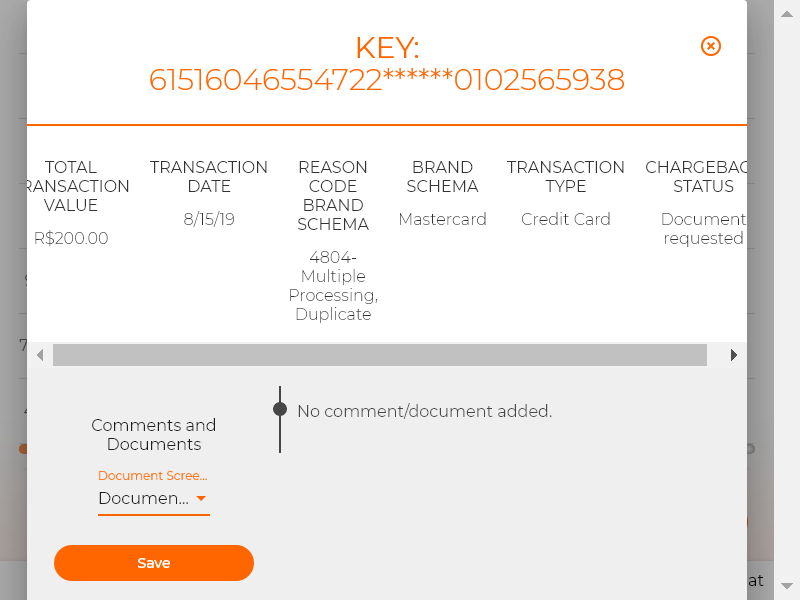 KEY:
61516046554722******0102565938
TOTAL
RANSACTION
VALUE
R$200.00
TRANSACTION
DATE
8/15/19
REASON
CODE
BRAND
SCHEMA
4804-
Multiple
Processing,
Duplicate
BRAND
SCHEMA
Mastercard
TRANSACTION
TYPE
Credit Card
CHARGEBAC
STATUS
Document
requested
Comments and
Documents
No comment/document added.
Document Scree...
Documen...
Save
at